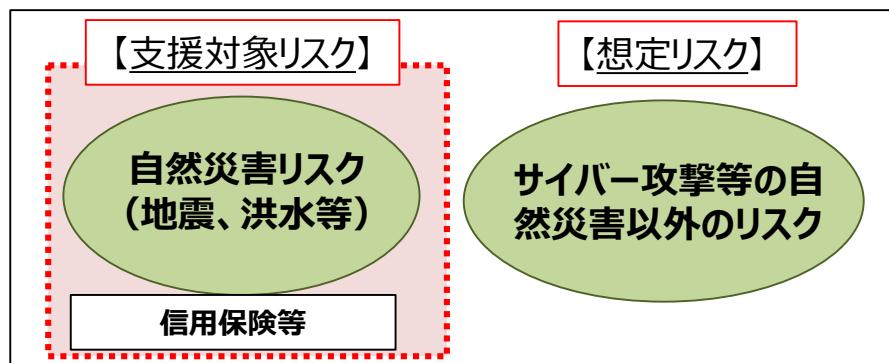 【支援対象リスク】
自然災害リスク
（地震、洪水等）
信用保険等
【想定リスク】
サイバー攻撃等の自
然災害以外のリスク